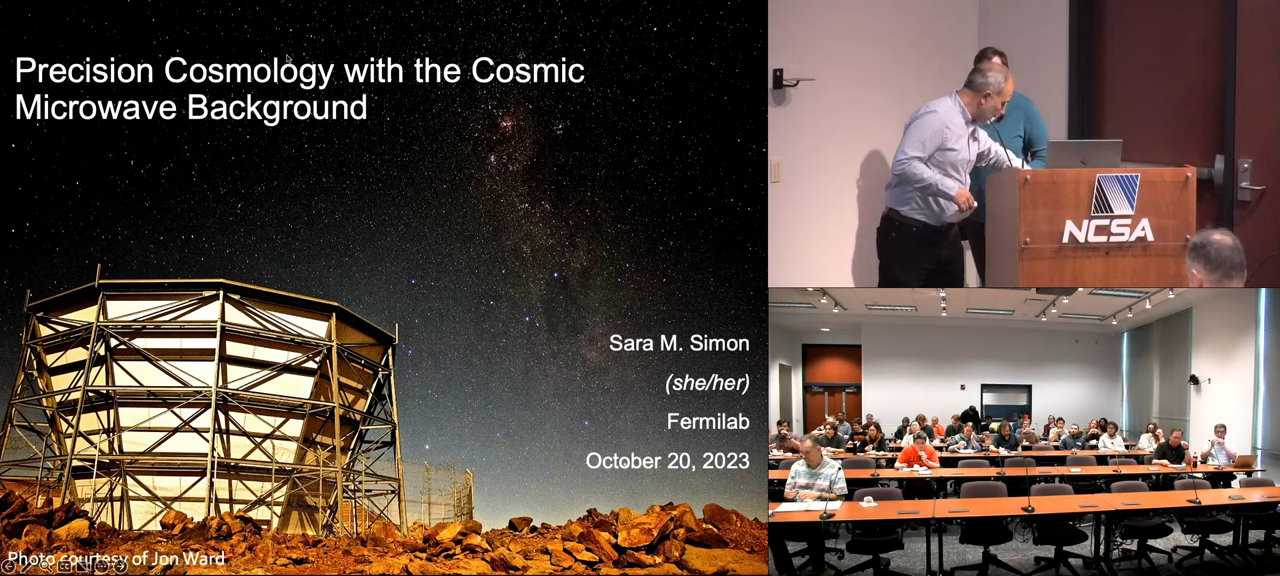 Precision Cosmology with the Cosmic
Microwave Background
Sara M. Simon
(she/her)
Fermilab
October 20, 2023
Photo courtesy of Jon Ward
NCSA